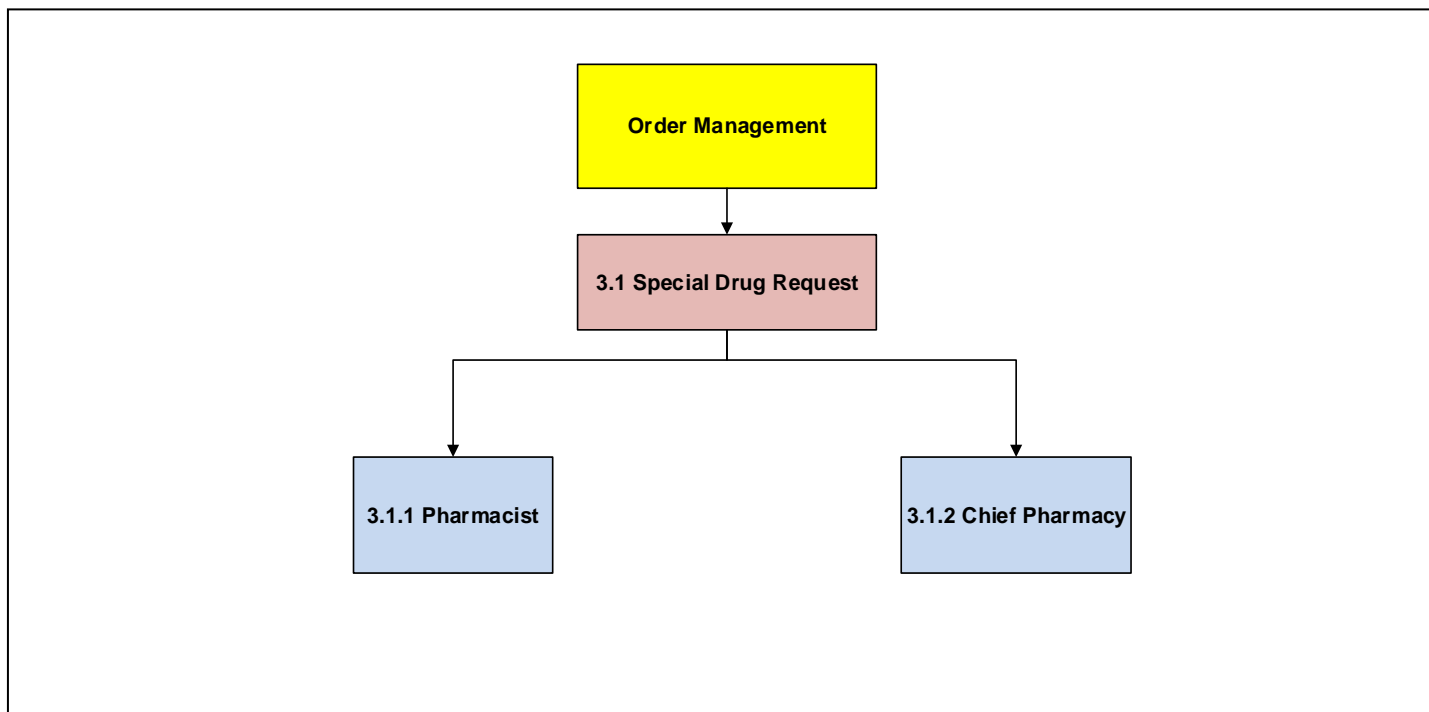 Order Management
3.1 Special Drug Request
3.1.1 Pharmacist
3.1.2 Chief Pharmacy